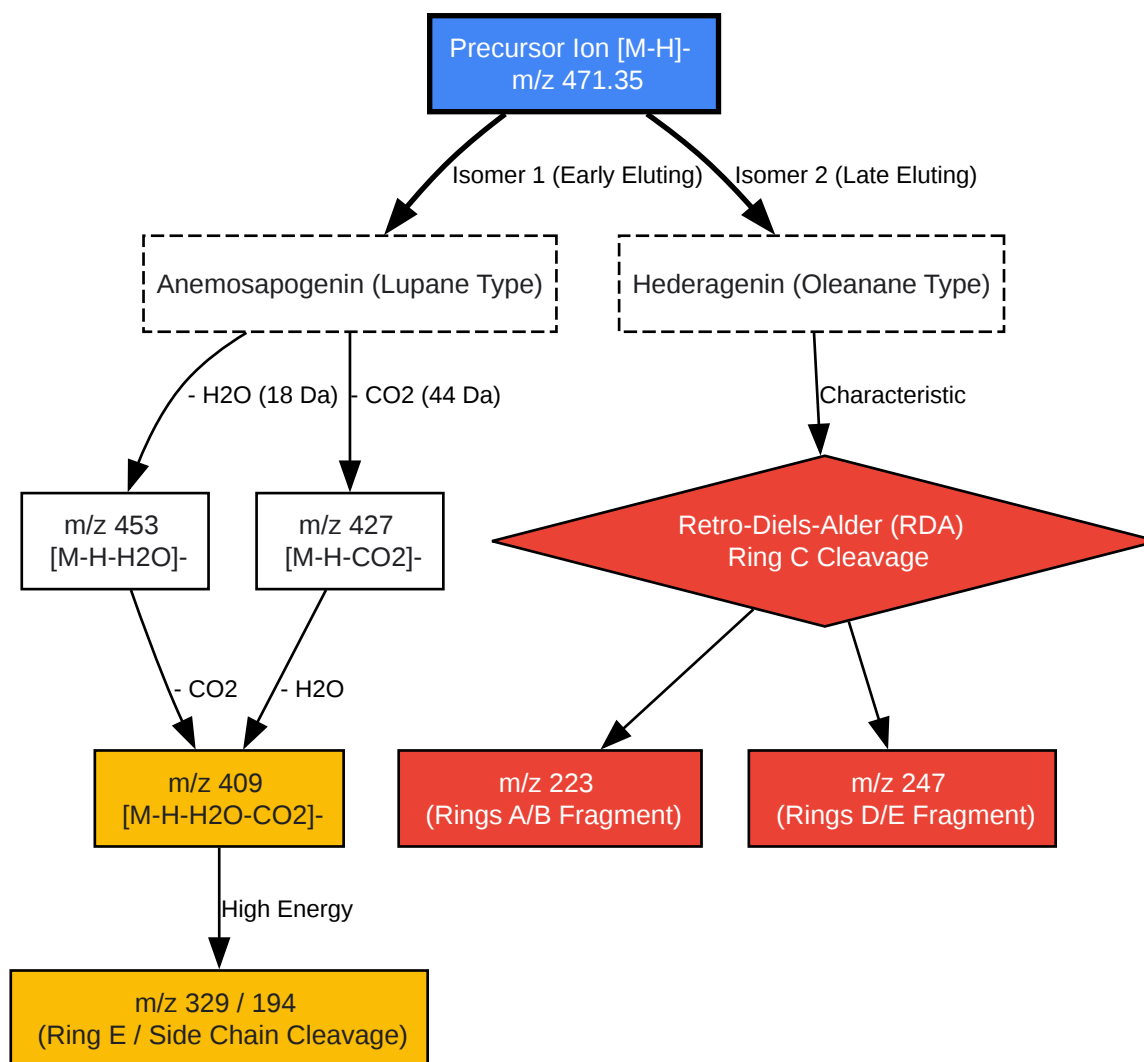 Precursor Ion [M-H]-
m/z 471.35
Isomer 1 (Early Eluting)
Isomer 2 (Late Eluting)
Anemosapogenin (Lupane Type)
Hederagenin (Oleanane Type)
- H2O (18 Da)
- CO2 (44 Da)
Characteristic
m/z 453
[M-H-H2O]-
m/z 427
[M-H-CO2]-
Retro-Diels-Alder (RDA)
Ring C Cleavage
- CO2
- H2O
m/z 409
[M-H-H2O-CO2]-
m/z 223
(Rings A/B Fragment)
m/z 247
(Rings D/E Fragment)
High Energy
m/z 329 / 194
(Ring E / Side Chain Cleavage)